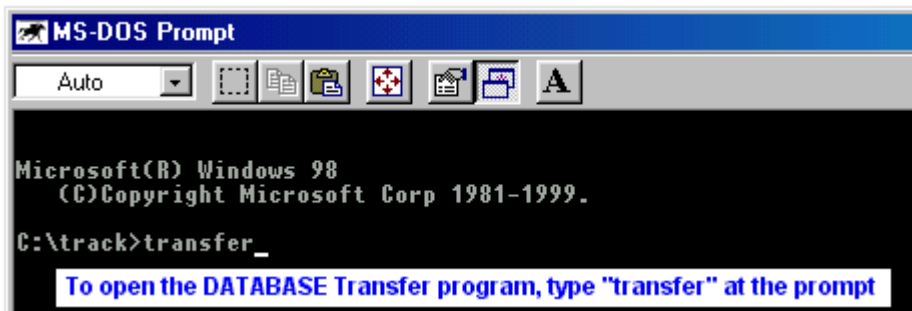 MS-DOS Prompt
Auto
A
Microsoft(R) Windows 98
(C)Copyright Microsoft Corp 1981-1999.
C:\track>transfer_
To open the DATABASE Transfer program, type "transfer" at the prompt